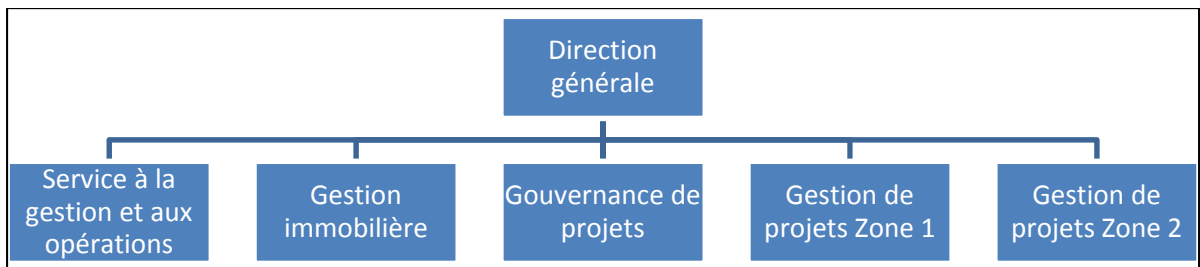 Direction
générale
Service à la
gestion et aux
opérations
Gestion
immobilière
Gouvernance de
projets
Gestion de
projets Zone 1
Gestion de
projets Zone 2